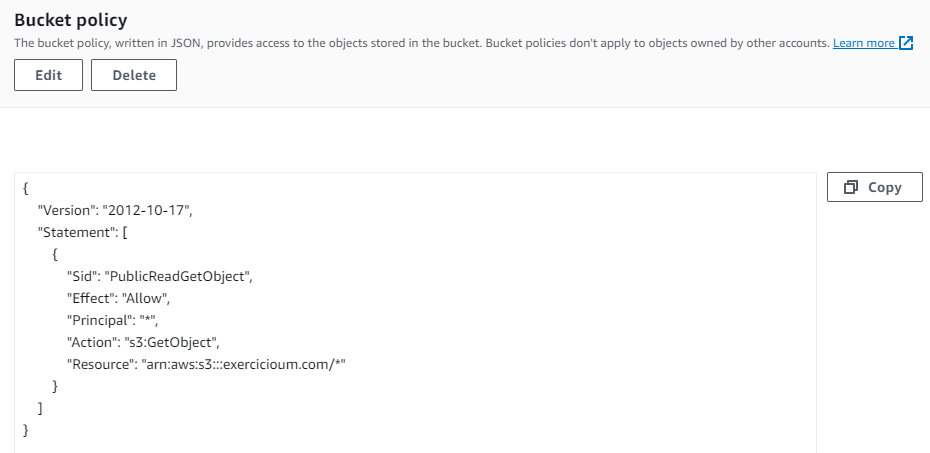 Bucket policy
The bucket policy, written in JSON, provides access to the objects stored in the bucket. Bucket policies don't apply to objects owned by other accounts. Learn more
Edit Delete
Copy
{
    "Version": "2012-10-17",
    "Statement": [
        {
            "Sid": "PublicReadGetObject",
            "Effect": "Allow",
            "Principal": "*",
            "Action": "s3:GetObject",
            "Resource": "arn:aws:s3:::exercicioum.com/*"
        }
    ]
}